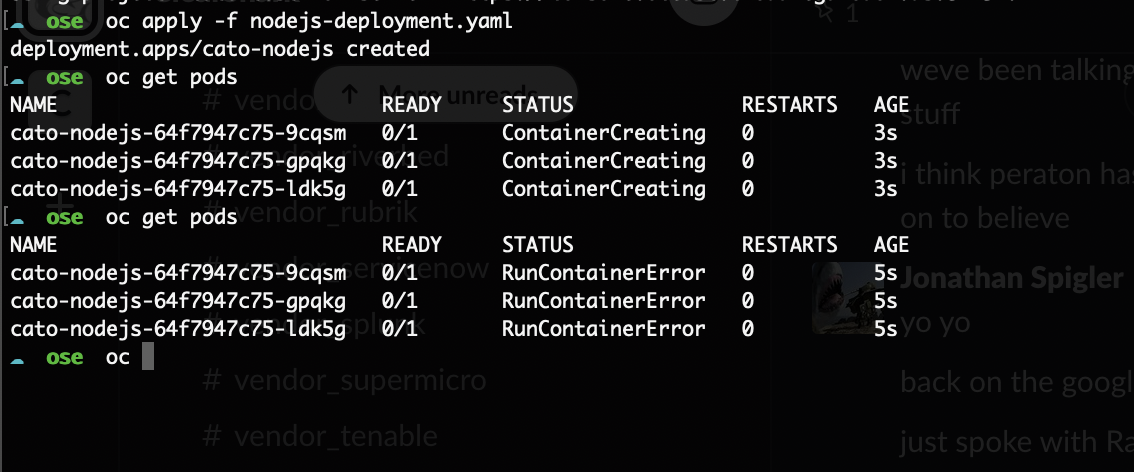 ose oc apply -f nodejs-deployment.yaml
1
deployment.apps/cato-nodejs created
ose oc get pods
weve been talking
C
# vendor
↑ More unreads
NAME READY STATUS RESTARTS AGE
stuff
cato-nodejs-64f7947c75-9cqsm 0/1 ContainerCreating 0 3s
cato-nodejs-64f7947c75-gpqkg 0/1 ContainerCreating 0 3s
# vendor_riverbed
i think peraton has
cato-nodejs-64f7947c75-ldk5g 0/1 ContainerCreating 0 3s
# vendor_rubrik
on to believe
ose oc get pods
NAME READY STATUS RESTARTS AGE
cato-nodejs-64f7947c75-9cqsm 0/1 RunContainerError 0 5s
# vendor_servicenow
Jonathan Spigler
cato-nodejs-64f7947c75-gpqkg 0/1 RunContainerError 0 5s
cato-nodejs-64f7947c75-ldk5g 0/1 RunContainerError 0 5s
# vendor_splunk
yo yo
ose oc
# vendor_supermicro
back on the googl
# vendor_tenable
just spoke with Ra